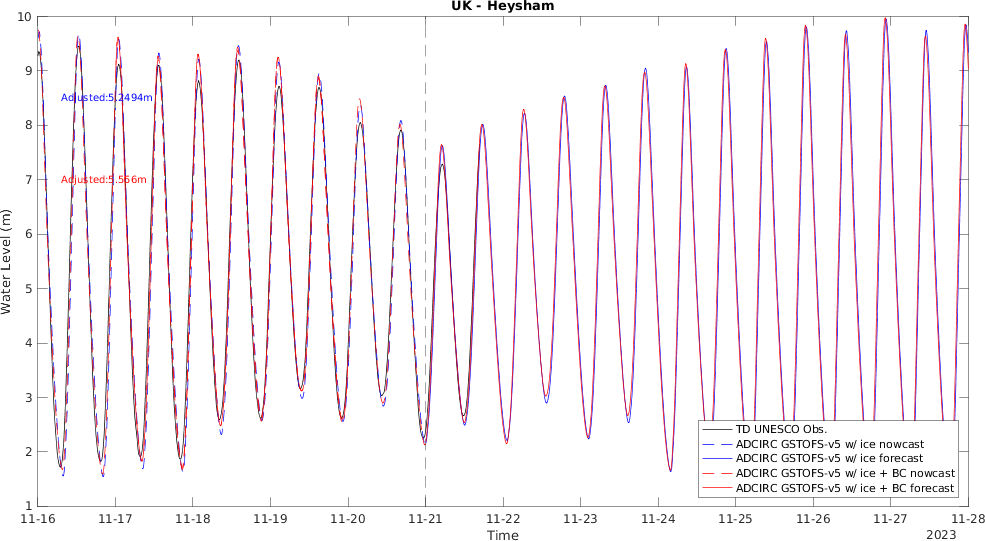 UK - Heysham
10
9
8
7
6
5
4
3
2
1
Water Level (m)
Adjusted:5.2494m
Adjusted:5.566m
TD UNESCO Obs.
ADCIRC GSTOFS-v5 w/ ice nowcast
ADCIRC GSTOFS-v5 w/ ice forecast
ADCIRC GSTOFS-v5 w/ ice + BC nowcast
ADCIRC GSTOFS-v5 w/ ice + BC forecast
11-16 11-17 11-18 11-19 11-20 11-21 11-22 11-23 11-24 11-25 11-26 11-27 11-28
Time
2023